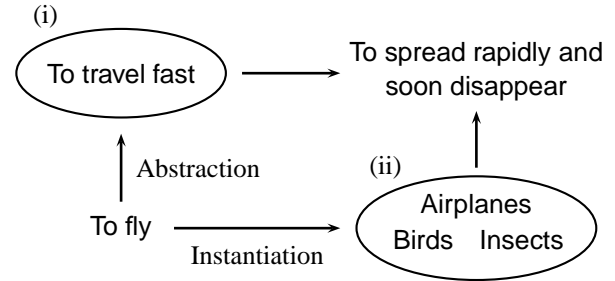 (i)
To travel fast
To spread rapidly and
soon disappear
Abstraction
(ii)
Airplanes
To fly
Birds Insects
Instantiation